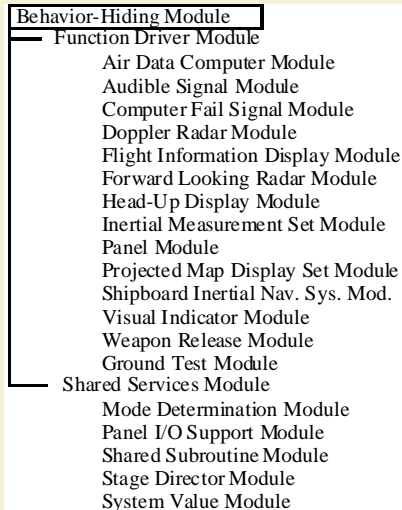 Behavior-Hiding Module
Function Driver Module
Air Data Computer Module
Audible Signal Module
Computer Fail Signal Module
Doppler Radar Module
Flight Information Display Module
Forward Looking Radar Module
Head-Up Display Module
Inertial Measurement Set Module
Panel Module
Projected Map Display Set Module
Shipboard Inertial Nav. Sys. Mod.
Visual Indicator Module
Weapon Release Module
Ground Test Module
Shared Services Module
Mode Determination Module
Panel I/O Support Module
Shared Subroutine Module
Stage Director Module
System Value Module